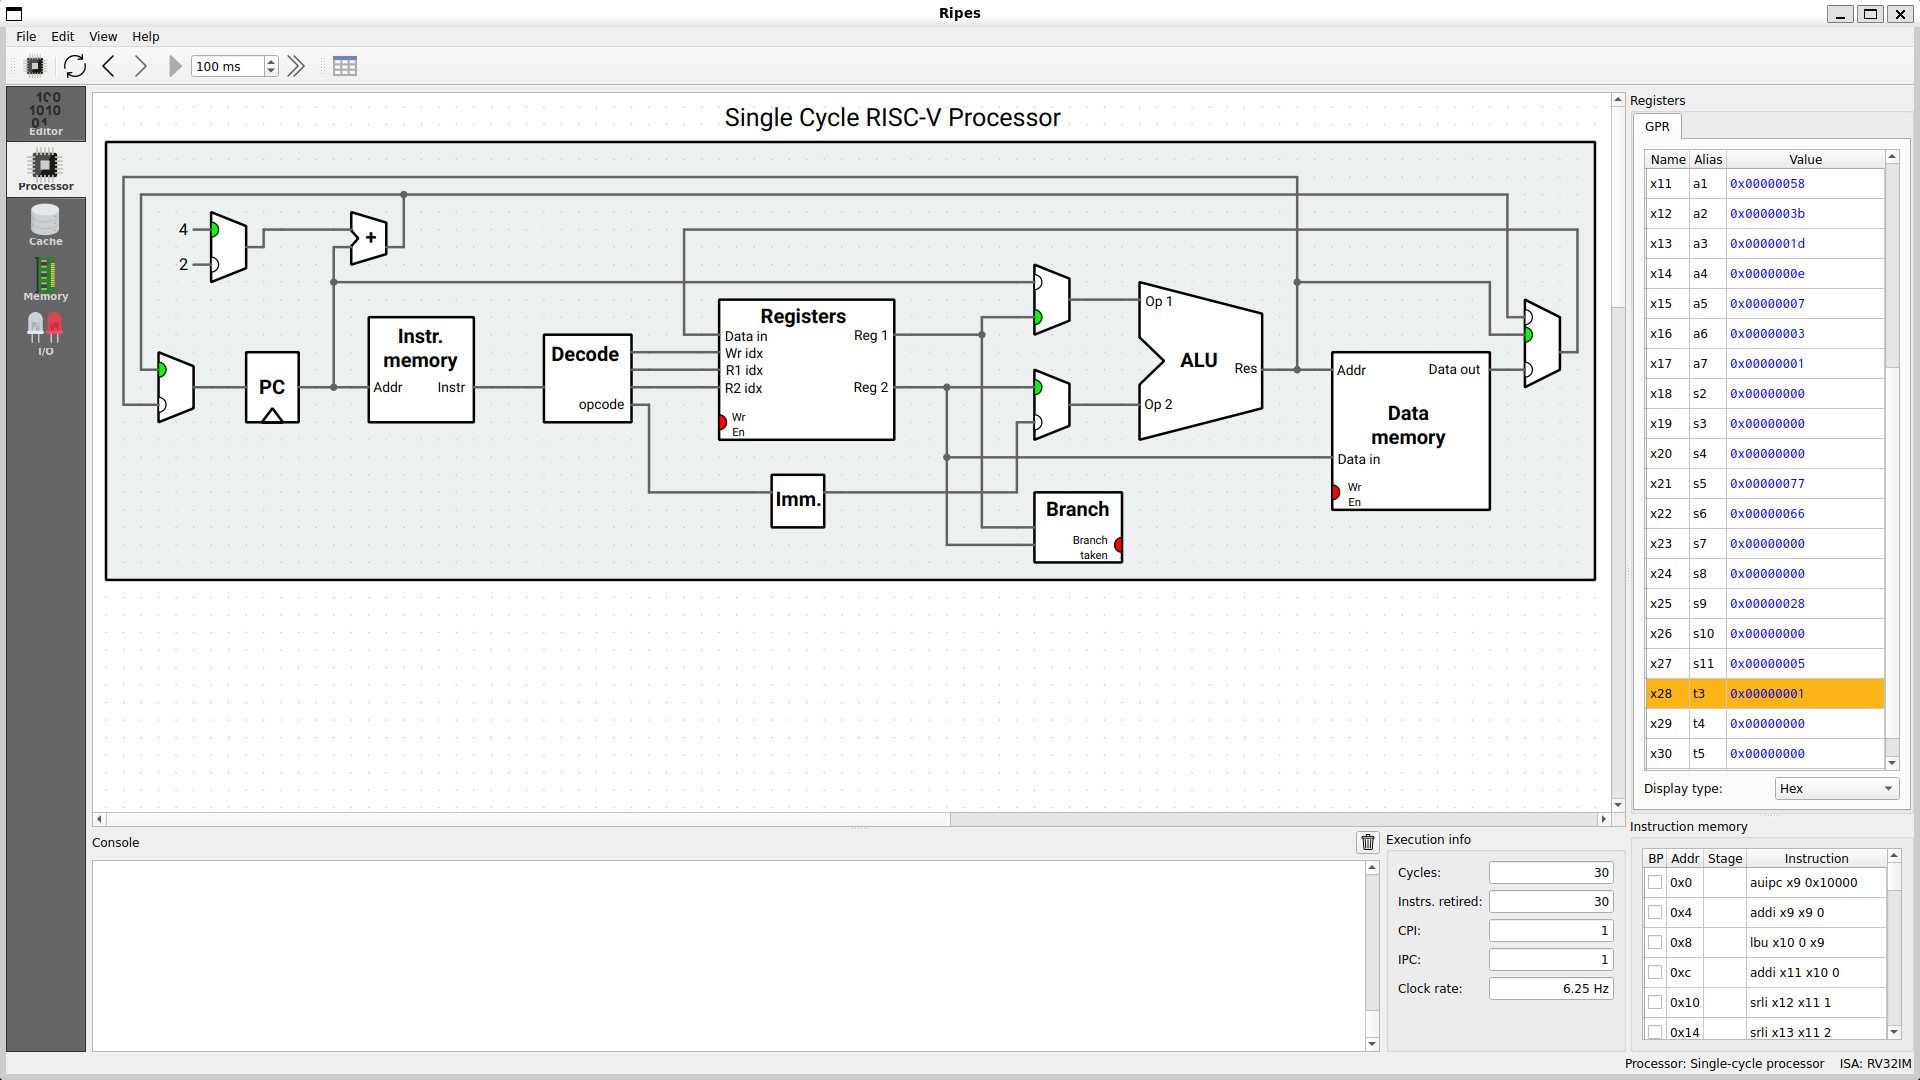 Ripes
File Edit View Help
100 ms
Editor
Processor
Cache
Memory
I/O
Single Cycle RISC-V Processor
4
2
+
PC
Instr. memory
Addr Instr
Decode
opcode
Registers
Data in
Wr idx
R1 idx
R2 idx
Wr En
Reg 1
Reg 2
Imm.
Op 1
Op 2
ALU
Res
Branch
Branch taken
Addr Data out
Data memory
Data in
Wr En
Registers
GPR
Name Alias Value
x11 a1 0x00000058
x12 a2 0x0000003b
x13 a3 0x0000001d
x14 a4 0x0000000e
x15 a5 0x00000007
x16 a6 0x00000003
x17 a7 0x00000001
x18 s2 0x00000000
x19 s3 0x00000000
x20 s4 0x00000000
x21 s5 0x00000077
x22 s6 0x00000066
x23 s7 0x00000000
x24 s8 0x00000000
x25 s9 0x00000028
x26 s10 0x00000000
x27 s11 0x00000005
x28 t3 0x00000001
x29 t4 0x00000000
x30 t5 0x00000000
Display type: Hex
Console
Execution info
Cycles: 30
Instrs. retired: 30
CPI: 1
IPC: 1
Clock rate: 6.25 Hz
Instruction memory
BP Addr Stage Instruction
0x0 auipc x9 0x10000
0x4 addi x9 x9 0
0x8 lbu x10 0 x9
0xc addi x11 x10 0
0x10 srli x12 x11 1
0x14 srli x13 x11 2
Processor: Single-cycle processor ISA: RV32IM